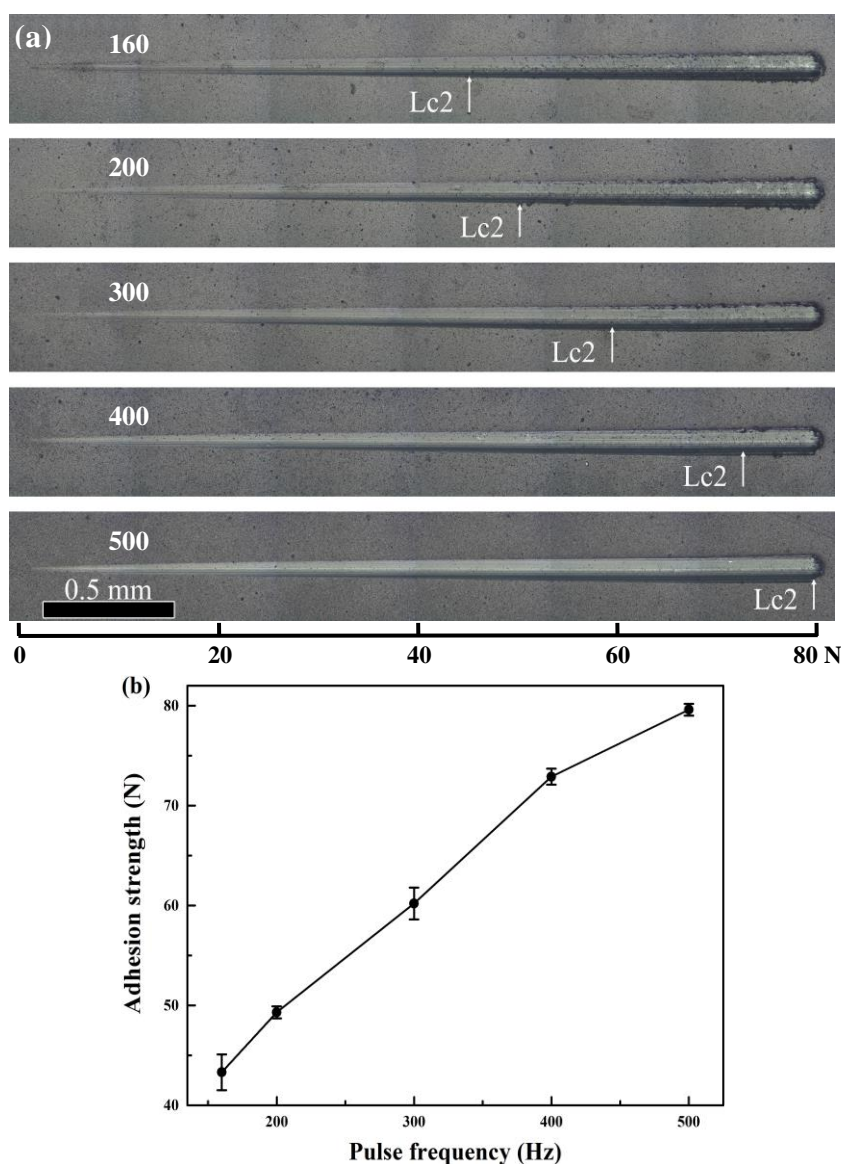 (a)
160
Lc2
200
Lc2
300
Lc2
400
Lc2
500
0.5 mm
Lc2
0 20 40 60 80 N
(b)
80
70
60
50
40
Adhesion strength (N)
200 300 400 500
Pulse frequency (Hz)